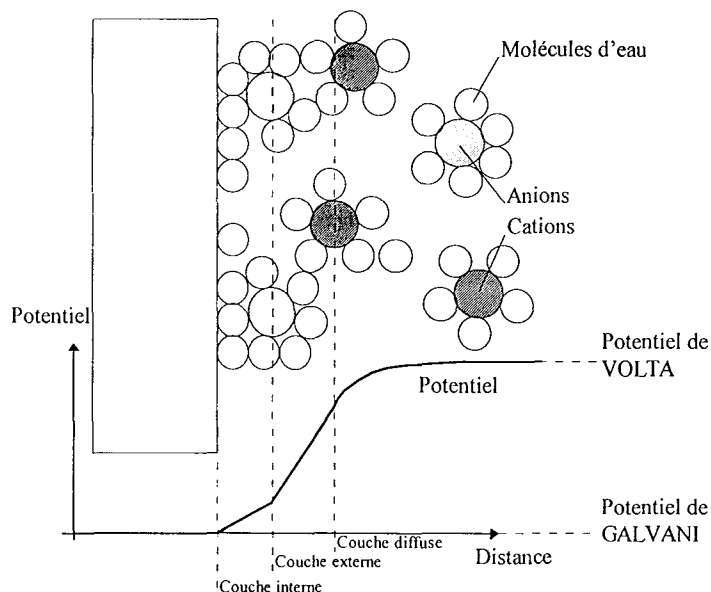 Molécules d'eau
Anions
Cations
Potentiel
Potentiel de
VOLTA
Potentiel
Potentiel de
GALVANI
Distance
Couche diffuse
Couche externe
Couche interne